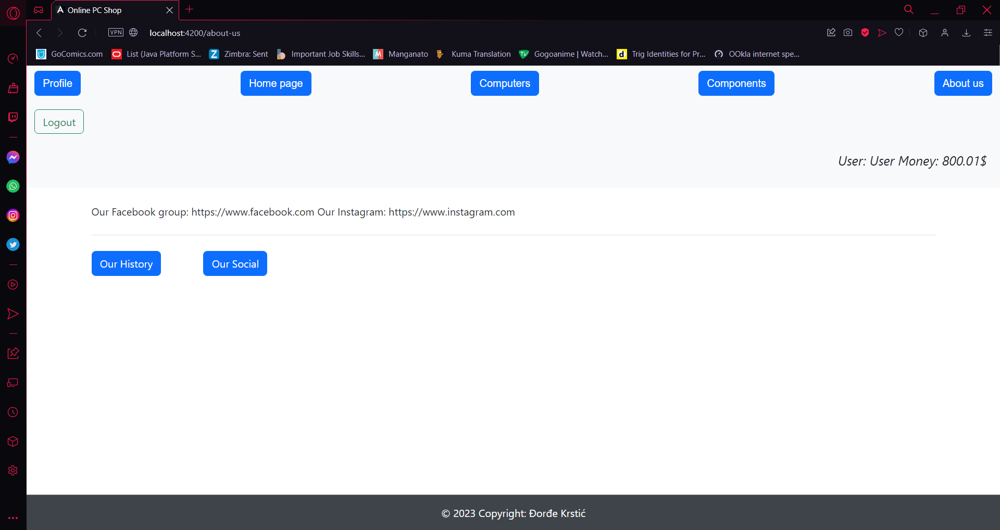 Online PC Shop
VPN
localhost:4200/about-us
GoComics.com List (Java Platform S... Zimbra: Sent Important Job Skills... Manganato Kuma Translation Gogoanime | Watch... Trig Identities for Pr... OOkla internet spe...
Profile Home page Computers Components About us
Logout
User: User Money: 800.01$
Our Facebook group: https://www.facebook.com Our Instagram: https://www.instagram.com
Our History Our Social
© 2023 Copyright: Đorđe Krstić